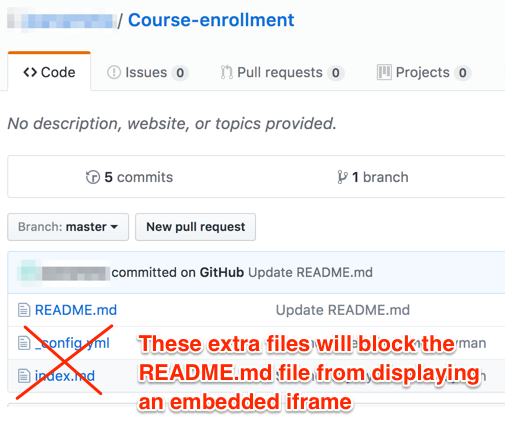 / Course-enrollment
Code Issues 0 Pull requests 0 Projects 0
No description, website, or topics provided.
5 commits 1 branch
Branch: master New pull request
committed on GitHub Update README.md
README.md Update README.md
_config.yml
index.md
These extra files will block the
README.md file from displaying
an embedded iframe